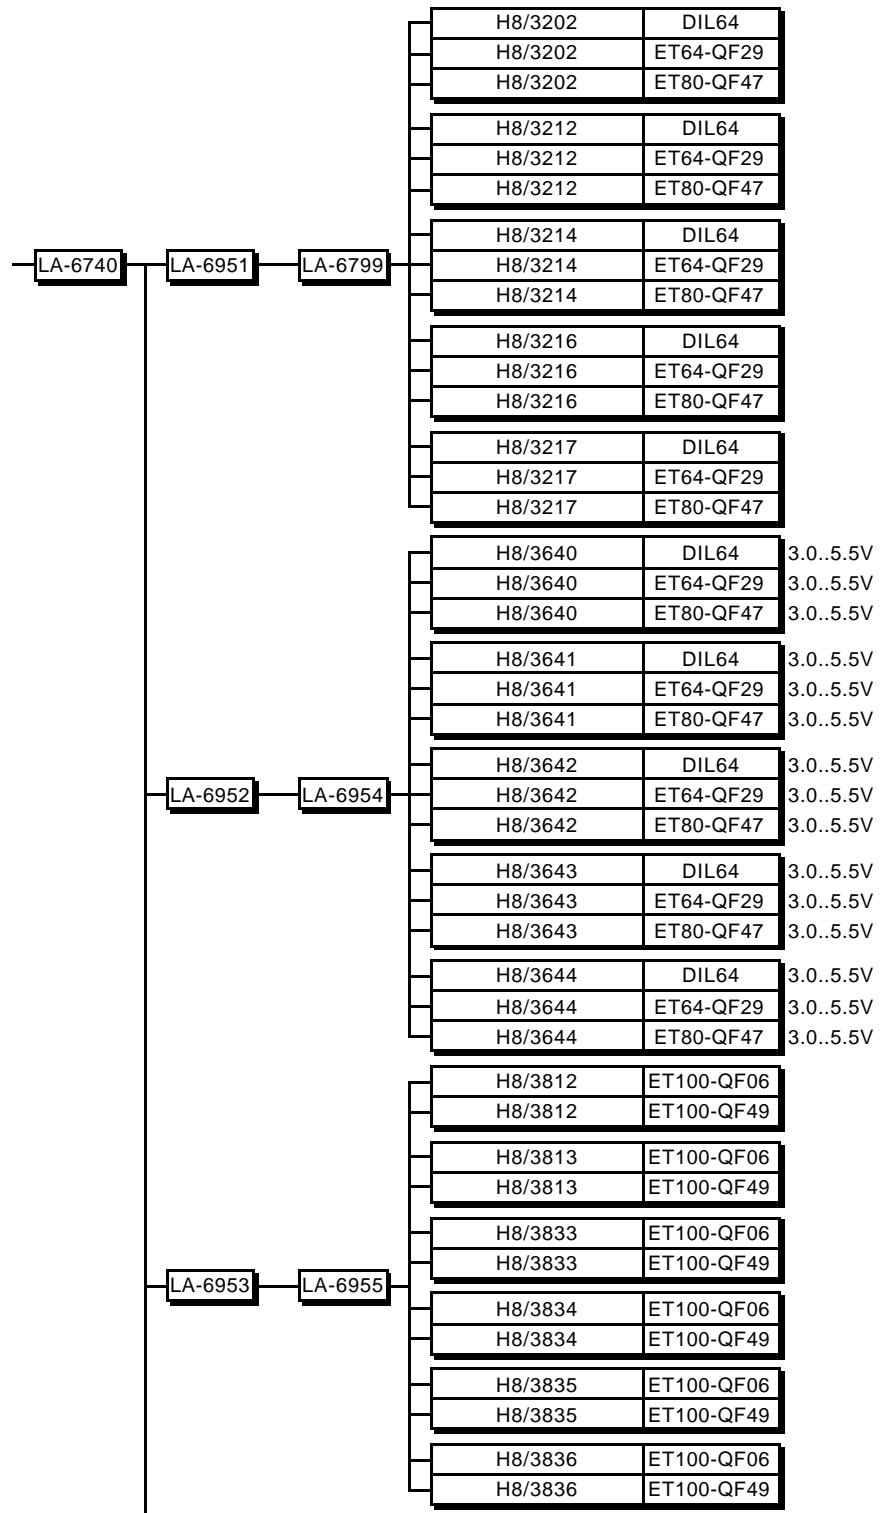 H8/3202 DIL64
H8/3202 ET64-QF29
H8/3202 ET80-QF47
H8/3212 DIL64
H8/3212 ET64-QF29
H8/3212 ET80-QF47
H8/3214 DIL64
LA-6740 LA-6951 LA-6799 H8/3214 ET64-QF29
H8/3214 ET80-QF47
H8/3216 DIL64
H8/3216 ET64-QF29
H8/3216 ET80-QF47
H8/3217 DIL64
H8/3217 ET64-QF29
H8/3217 ET80-QF47
H8/3640 DIL64 3.0..5.5V
H8/3640 ET64-QF29 3.0..5.5V
H8/3640 ET80-QF47 3.0..5.5V
H8/3641 DIL64 3.0..5.5V
H8/3641 ET64-QF29 3.0..5.5V
H8/3641 ET80-QF47 3.0..5.5V
H8/3642 DIL64 3.0..5.5V
LA-6952 LA-6954 H8/3642 ET64-QF29 3.0..5.5V
H8/3642 ET80-QF47 3.0..5.5V
H8/3643 DIL64 3.0..5.5V
H8/3643 ET64-QF29 3.0..5.5V
H8/3643 ET80-QF47 3.0..5.5V
H8/3644 DIL64 3.0..5.5V
H8/3644 ET64-QF29 3.0..5.5V
H8/3644 ET80-QF47 3.0..5.5V
H8/3812 ET100-QF06
H8/3812 ET100-QF49
H8/3813 ET100-QF06
H8/3813 ET100-QF49
H8/3833 ET100-QF06
H8/3833 ET100-QF49
LA-6953 LA-6955
H8/3834 ET100-QF06
H8/3834 ET100-QF49
H8/3835 ET100-QF06
H8/3835 ET100-QF49
H8/3836 ET100-QF06
H8/3836 ET100-QF49